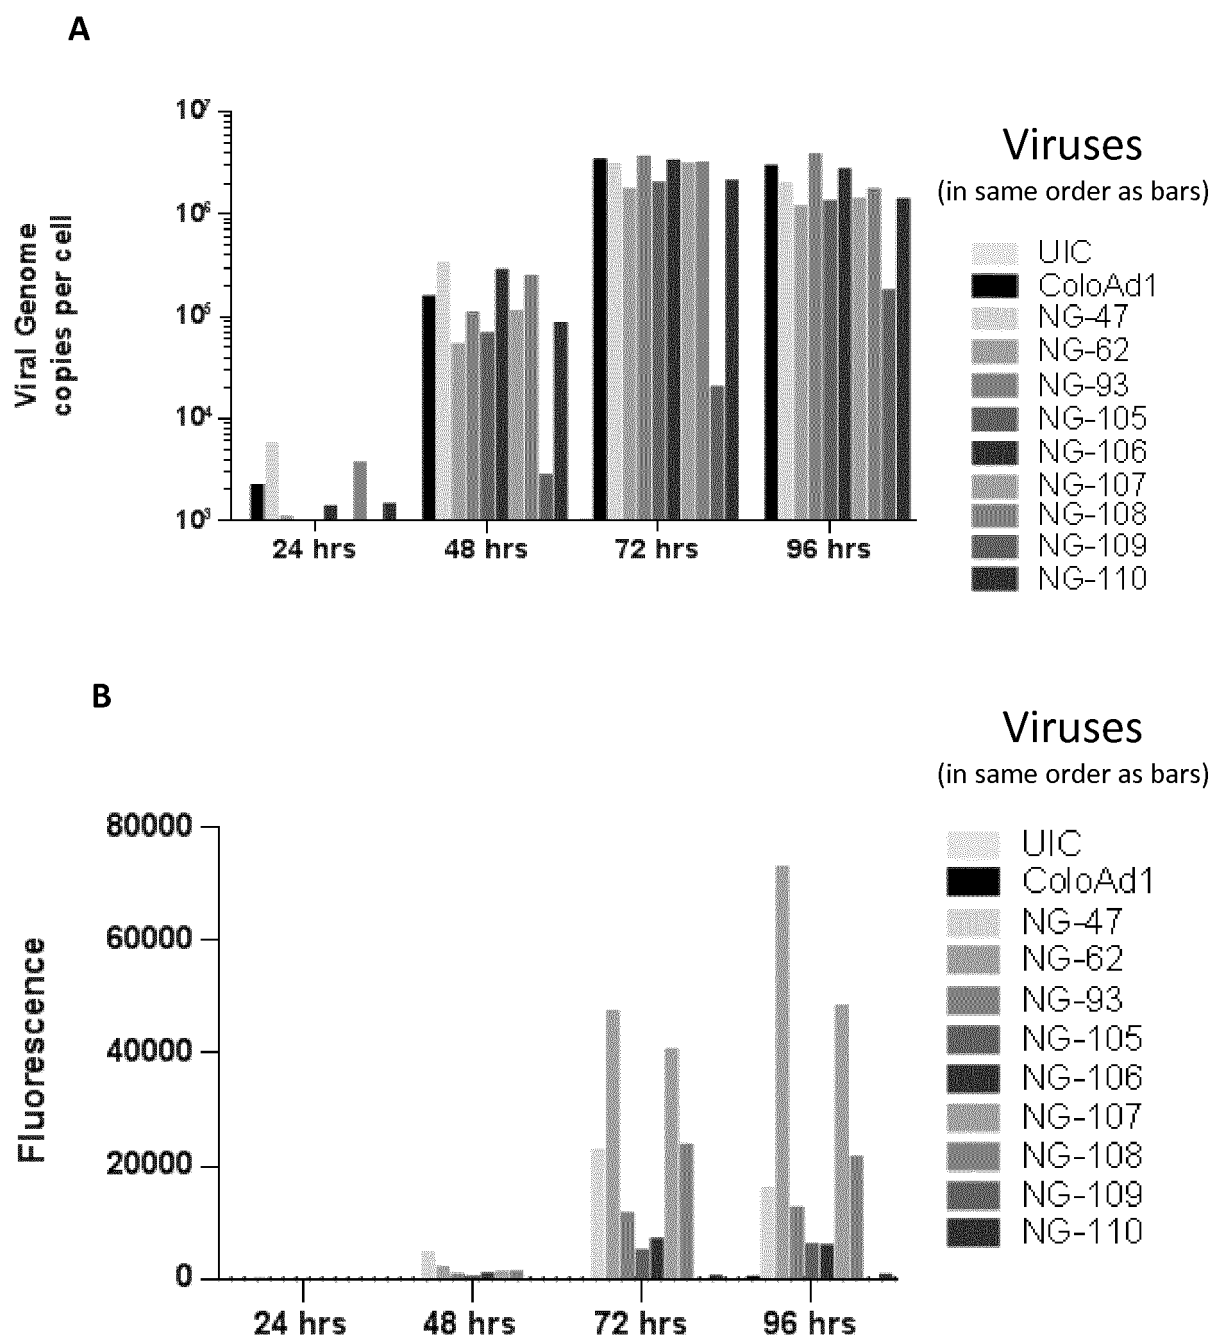 A
10⁷
10⁶
10⁵
10⁴
10³
Viral Genome
copies per cell
24 hrs
48 hrs
72 hrs
96 hrs
Viruses
(in same order as bars)
UIC
ColoAd1
NG-47
NG-62
NG-93
NG-105
NG-106
NG-107
NG-108
NG-109
NG-110
B
80000
60000
40000
20000
0
Fluorescence
24 hrs
48 hrs
72 hrs
96 hrs
Viruses
(in same order as bars)
UIC
ColoAd1
NG-47
NG-62
NG-93
NG-105
NG-106
NG-107
NG-108
NG-109
NG-110